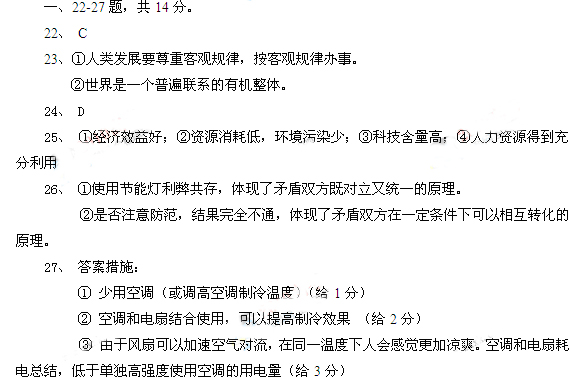 一、22-27题，共14分。
22、 C
23、①人类发展要尊重客观规律，按客观规律办事。
②世界是一个普遍联系的有机整体。
24、 D
25、 ①经济效益好；②资源消耗低，环境污染少；③科技含量高；④人力资源得到充
分利用
26、 ①使用节能灯利弊共存，体现了矛盾双方既对立又统一的原理。
②是否注意防范，结果完全不通，体现了矛盾双方在一定条件下可以相互转化的
原理。
27、 答案措施：
① 少用空调（或调高空调制冷温度）（给1分）
② 空调和电扇结合使用，可以提高制冷效果 （给2分）
③ 由于风扇可以加速空气对流，在同一温度下人会感觉更加凉爽。空调和电扇耗
电总结，低于单独高强度使用空调的用电量（给3分）